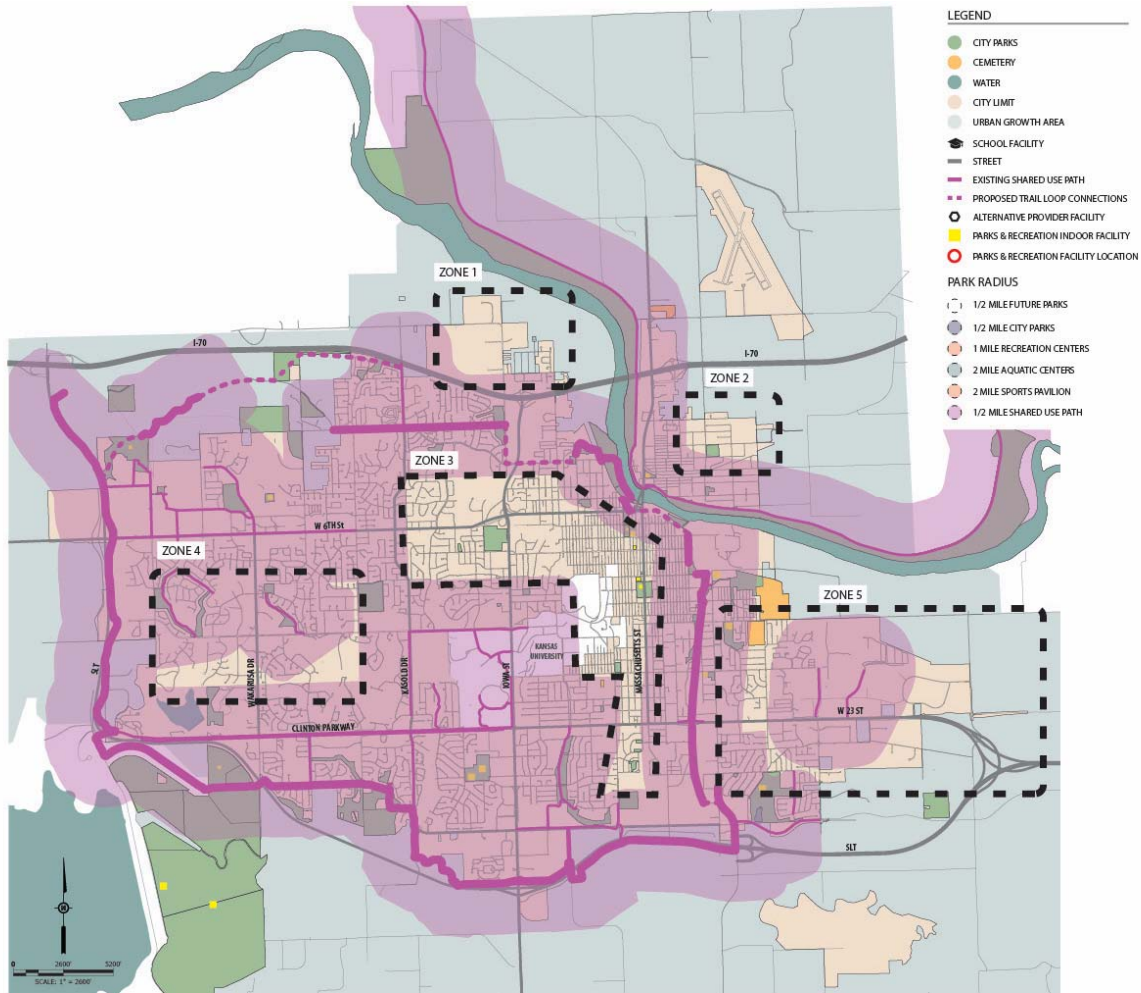 LEGEND
CITY PARKS
CEMETERY
WATER
CITY LIMIT
URBAN GROWTH AREA
SCHOOL FACILITY
STREET
EXISTING SHARED USE PATH
PROPOSED TRAIL LOOP CONNECTIONS
ALTERNATIVE PROVIDER FACILITY
PARKS & RECREATION INDOOR FACILITY
PARKS & RECREATION FACILITY LOCATION
PARK RADIUS
1/2 MILE FUTURE PARKS
1/2 MILE CITY PARKS
1 MILE RECREATION CENTERS
2 MILE AQUATIC CENTERS
2 MILE SPORTS PAVILION
1/2 MILE SHARED USE PATH
ZONE 1
I-70
I-70
ZONE 2
ZONE 3
W 6TH St
ZONE 4
ZONE 5
KANSAS
UNIVERSITY
SLT
WAKARUSA DR
KASOLD DR
IOWA ST
MASSACHUSETTS ST
W 23 ST
CLINTON PARKWAY
SLT
N
0 2600' 5200'
SCALE: 1" = 2600'